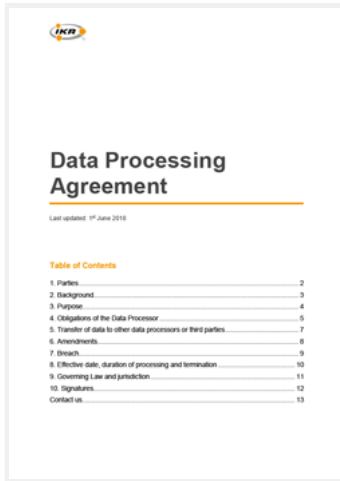 iKR
Data Processing
Agreement
Last updated: 1st June 2018
Table of Contents
1. Parties 2
2. Background 3
3. Purpose 4
4. Obligations of the Data Processor 5
5. Transfer of data to other data processors or third parties 7
6. Amendments 8
7. Breach 9
8. Effective date, duration of processing and termination 10
9. Governing Law and jurisdiction 11
10. Signatures 12
Contact us 13